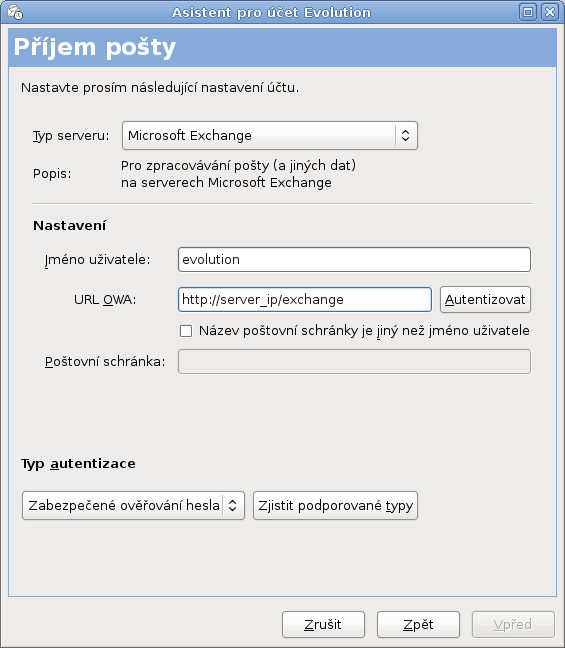 Asistent pro účet Evolution
Příjem pošty
Nastavte prosím následující nastavení účtu.
Typ serveru: Microsoft Exchange
Popis: Pro zpracovávání pošty (a jiných dat)
na serverech Microsoft Exchange
Nastavení
Jméno uživatele: evolution
URL OWA: http://server_ip/exchange Autentizovat
Název poštovní schránky je jiný než jméno uživatele
Poštovní schránka:
Typ autentizace
Zabezpečené ověřování hesla Zjistit podporované typy
Zrušit Zpět Vpřed